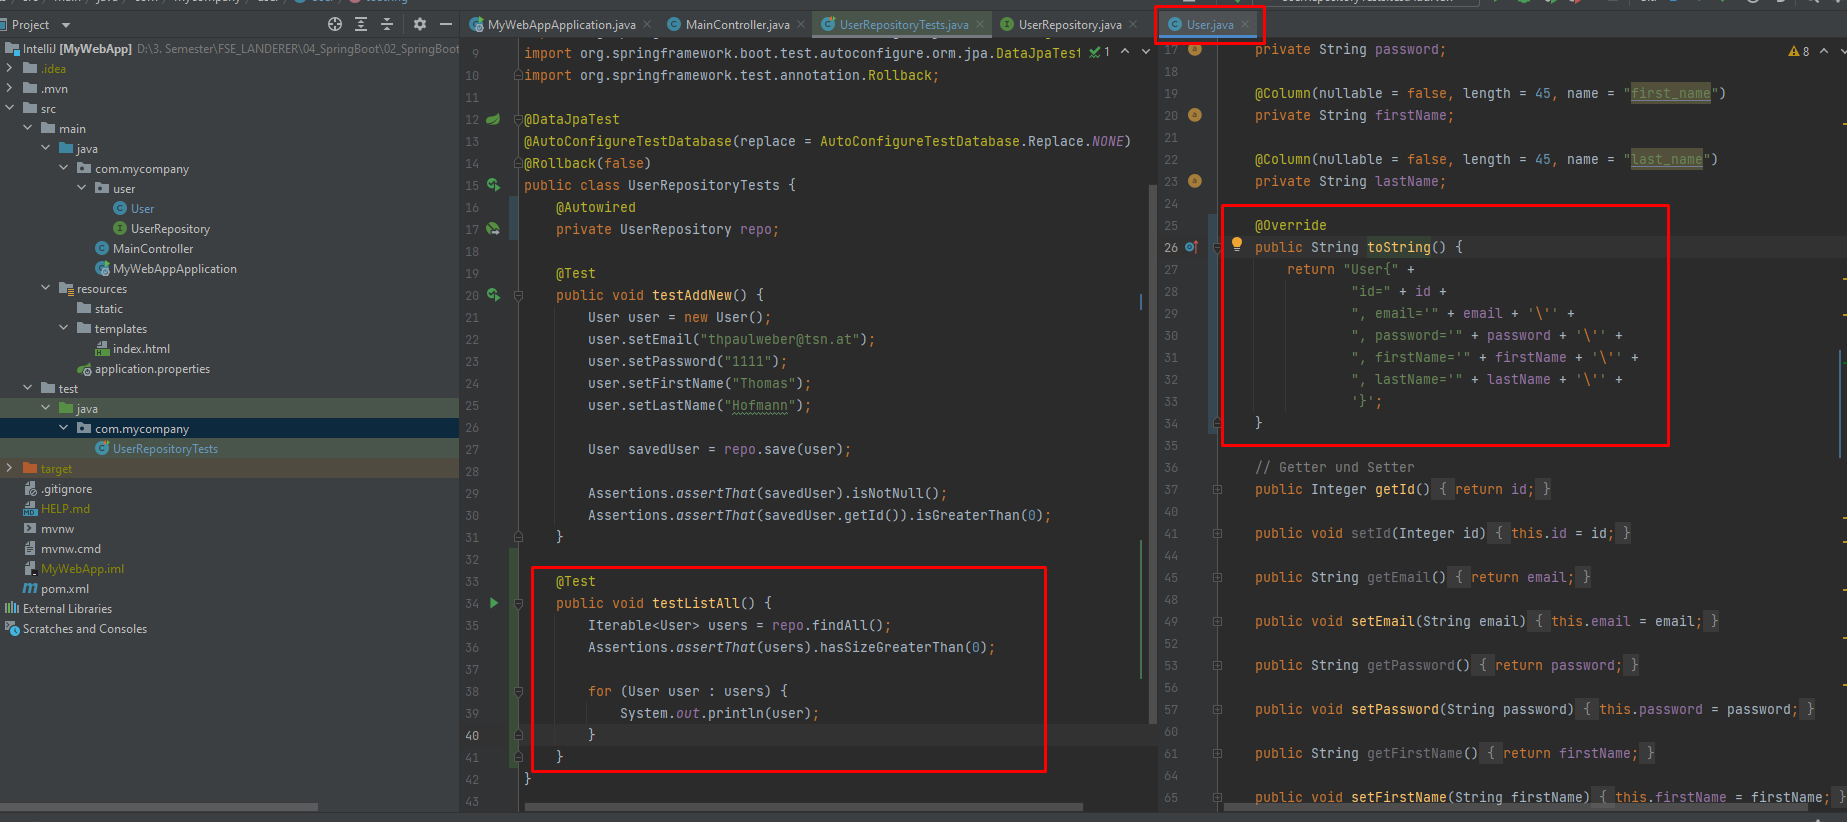 Project
IntelliJ [MyWebApp] D:\3. Semester\FSE_LANDERER\04_SpringBoot\02_SpringBoot
.idea
.mvn
src
main
java
com.mycompany
user
User
UserRepository
MainController
MyWebAppApplication
resources
static
templates
index.html
application.properties
test
java
com.mycompany
UserRepositoryTests
target
.gitignore
HELP.md
mvnw
mvnw.cmd
MyWebApp.iml
pom.xml
External Libraries
Scratches and Consoles
MyWebAppApplication.java
MainController.java
UserRepositoryTests.java
UserRepository.java
User.java
1
9 import org.springframework.boot.test.autoconfigure.orm.jpa.DataJpaTest
10 import org.springframework.test.annotation.Rollback;
11
12 @DataJpaTest
13 @AutoConfigureTestDatabase(replace = AutoConfigureTestDatabase.Replace.NONE)
14 @Rollback(false)
15 public class UserRepositoryTests {
16 @Autowired
17 private UserRepository repo;
18
19 @Test
20 public void testAddNew() {
21 User user = new User();
22 user.setEmail("thpaulweber@tsn.at");
23 user.setPassword("1111");
24 user.setFirstName("Thomas");
25 user.setLastName("Hofmann");
26
27 User savedUser = repo.save(user);
28
29 Assertions.assertThat(savedUser).isNotNull();
30 Assertions.assertThat(savedUser.getId()).isGreaterThan(0);
31 }
32
33 @Test
34 public void testListAll() {
35 Iterable<User> users = repo.findAll();
36 Assertions.assertThat(users).hasSizeGreaterThan(0);
37
38 for (User user : users) {
39 System.out.println(user);
40 }
41 }
42 }
43
8
17 private String password;
18
19 @Column(nullable = false, length = 45, name = "first_name")
20 private String firstName;
21
22 @Column(nullable = false, length = 45, name = "last_name")
23 private String lastName;
24
25 @Override
26 public String toString() {
27 return "User{" +
28 "id=" + id +
29 ", email='" + email + '\'' +
30 ", password='" + password + '\'' +
31 ", firstName='" + firstName + '\'' +
32 ", lastName='" + lastName + '\'' +
33 '}';
34 }
35
36 // Getter und Setter
37 public Integer getId() { return id; }
40
41 public void setId(Integer id) { this.id = id; }
44
45 public String getEmail() { return email; }
48
49 public void setEmail(String email) { this.email = email; }
52
53 public String getPassword() { return password; }
56
57 public void setPassword(String password) { this.password = password; }
60
61 public String getFirstName() { return firstName; }
64
65 public void setFirstName(String firstName) { this.firstName = firstName; }